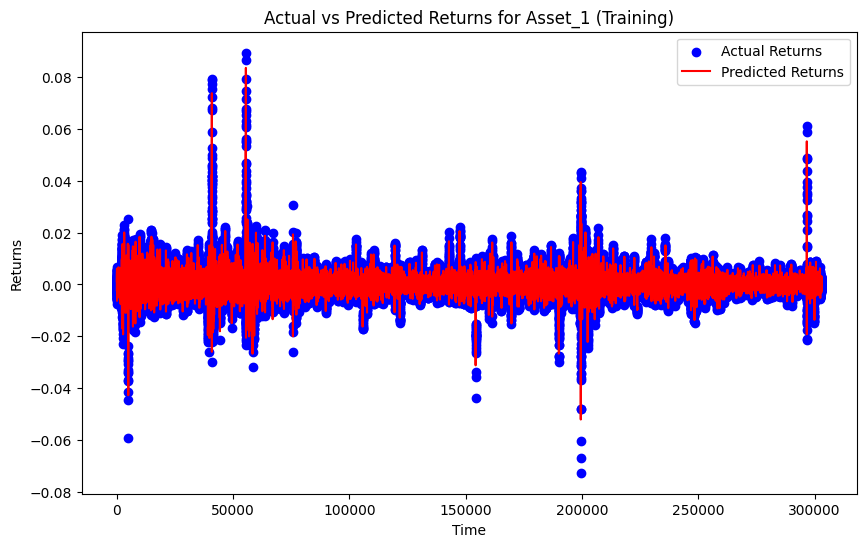 Actual vs Predicted Returns for Asset_1 (Training)
Actual Returns
Predicted Returns
Returns
0.08
0.06
0.04
0.02
0.00
−0.02
−0.04
−0.06
−0.08
0 50000 100000 150000 200000 250000 300000
Time